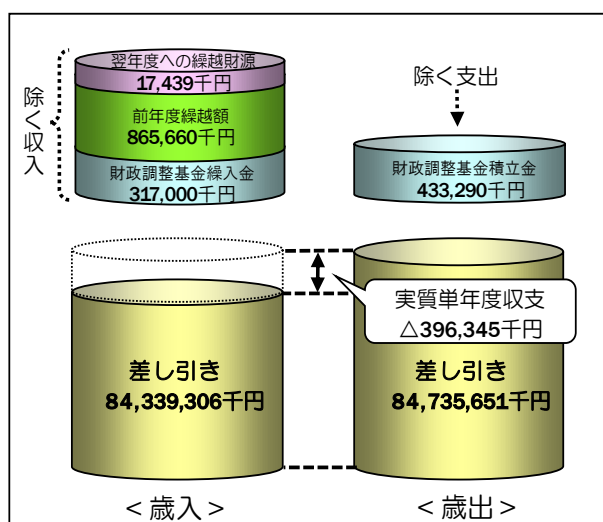 翌年度への繰越財源
17,439千円
前年度繰越額
865,660千円
財政調整基金繰入金
317,000千円
除く収入
除く支出
財政調整基金積立金
433,290千円
実質単年度収支
△396,345千円
差し引き
84,339,306千円
差し引き
84,735,651千円
＜歳入＞
＜歳出＞